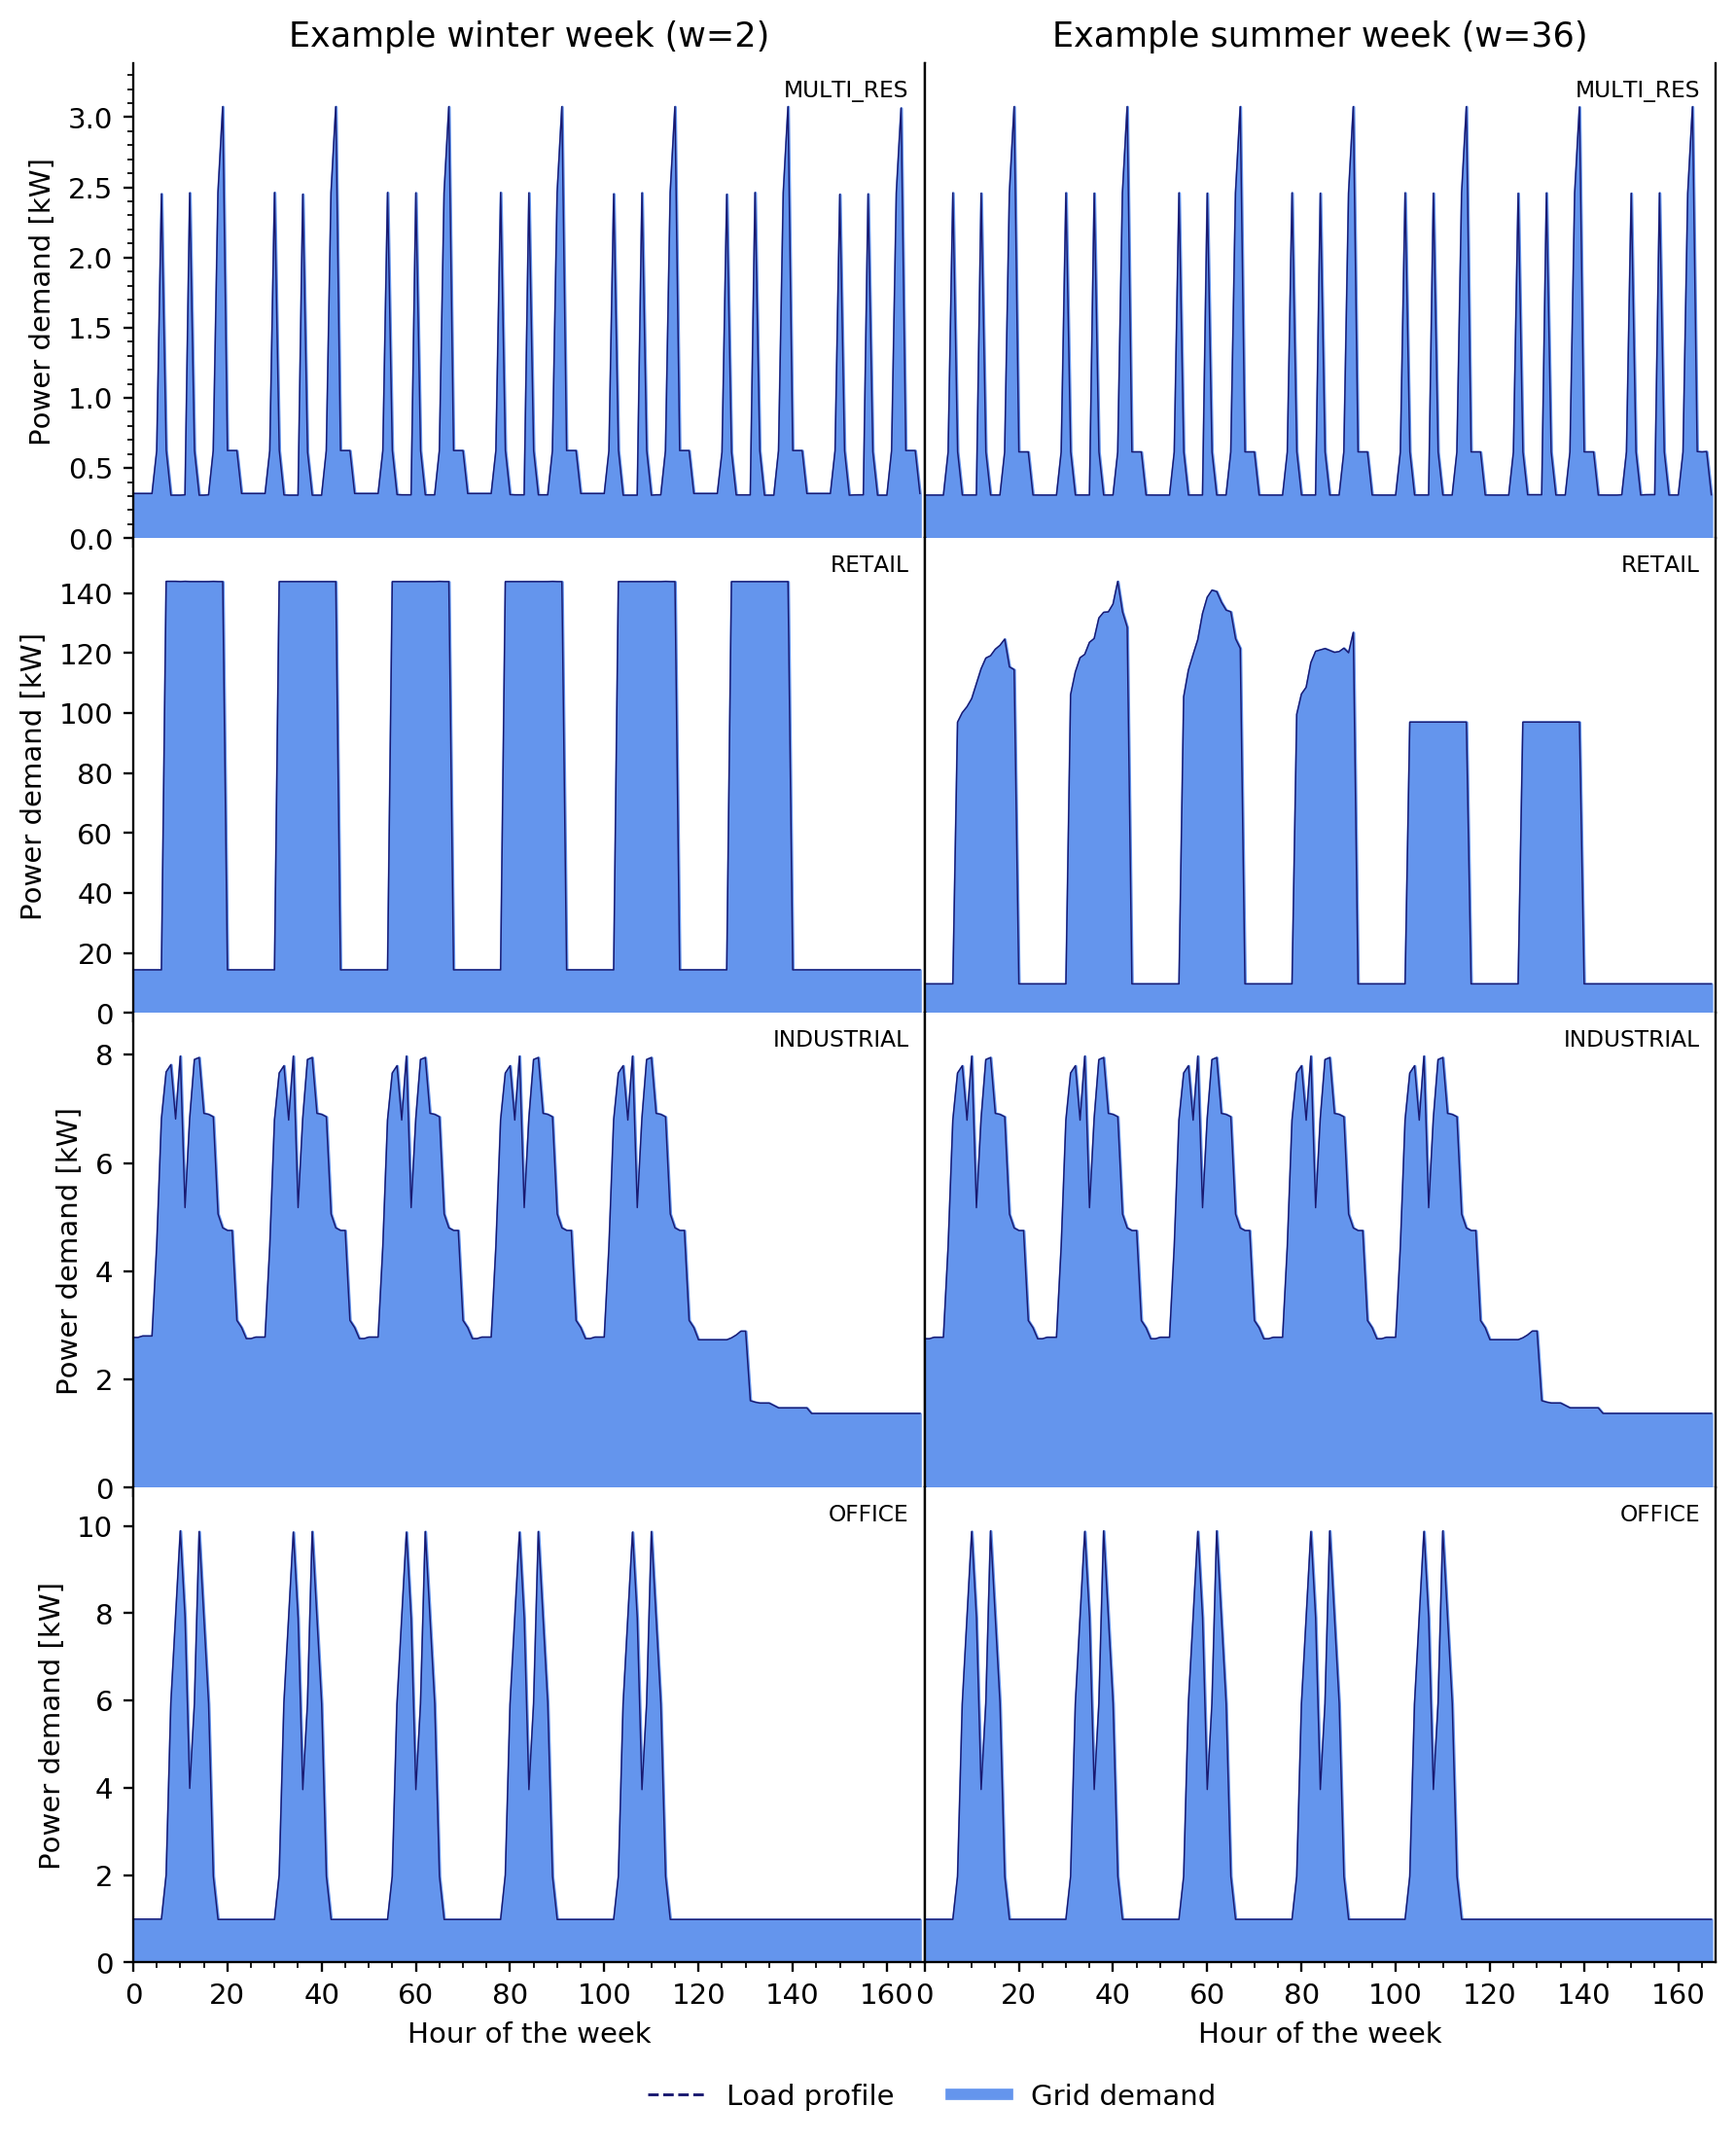 Example winter week (w=2)
Example summer week (w=36)
MULTI_RES
MULTI_RES
Power demand [kW]
3.0
2.5
2.0
1.5
1.0
0.5
0.0
RETAIL
RETAIL
Power demand [kW]
140
120
100
80
60
40
20
0
INDUSTRIAL
INDUSTRIAL
Power demand [kW]
8
6
4
2
0
OFFICE
OFFICE
Power demand [kW]
10
8
6
4
2
0
0 20 40 60 80 100 120 140 160
0 20 40 60 80 100 120 140 160
Hour of the week
Hour of the week
Load profile
Grid demand